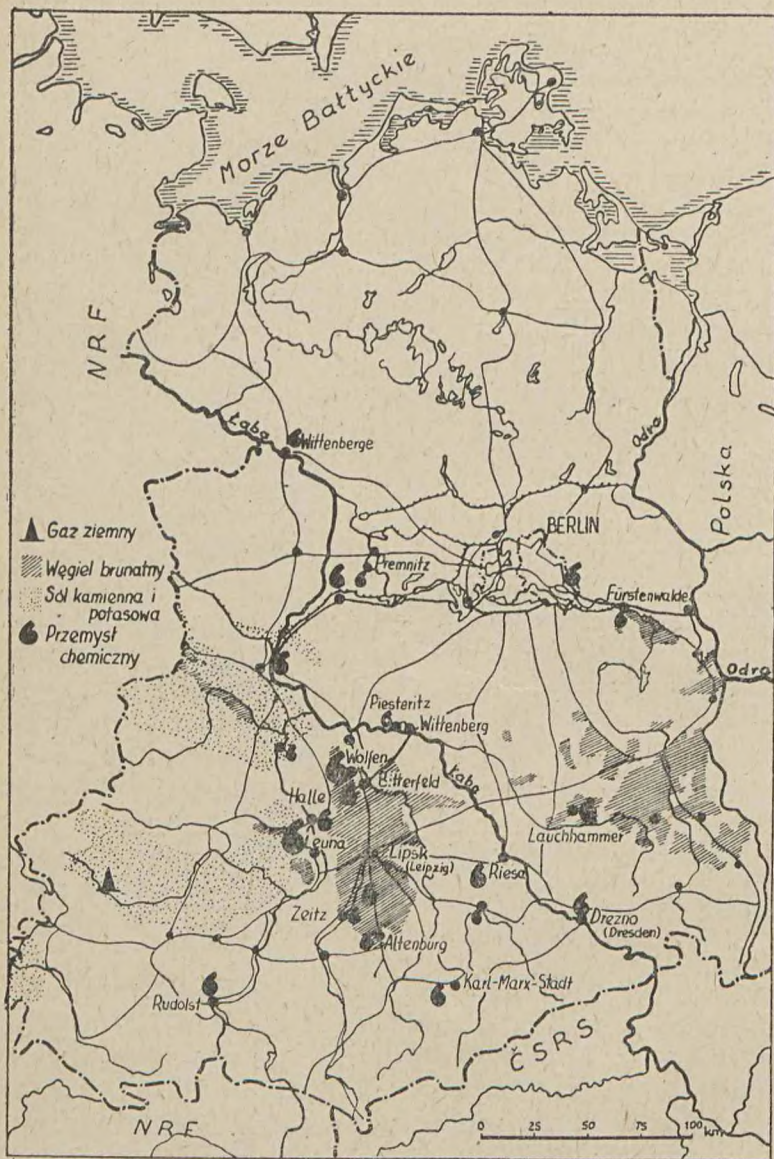 Morze Bałtyckie
NRF
Łaba
Wittenberge
Odra
Polska
BERLIN
Gaz ziemny
Węgiel brunatny
Sól kamienna i
potasowa
Przemysł
chemiczny
Premnitz
Fürstenwalde
Odra
Piesteritz
Wittenberg
Wolfen
Bitterfeld
Łaba
Halle
Leuna
Lauchhammer
Lipsk
(Leipzig)
Riesa
Zeitz
Drezno
(Dresden)
Altenburg
Karl-Marx-Stadt
Rudolst
ČSRS
NRF
0 25 50 75 100 km